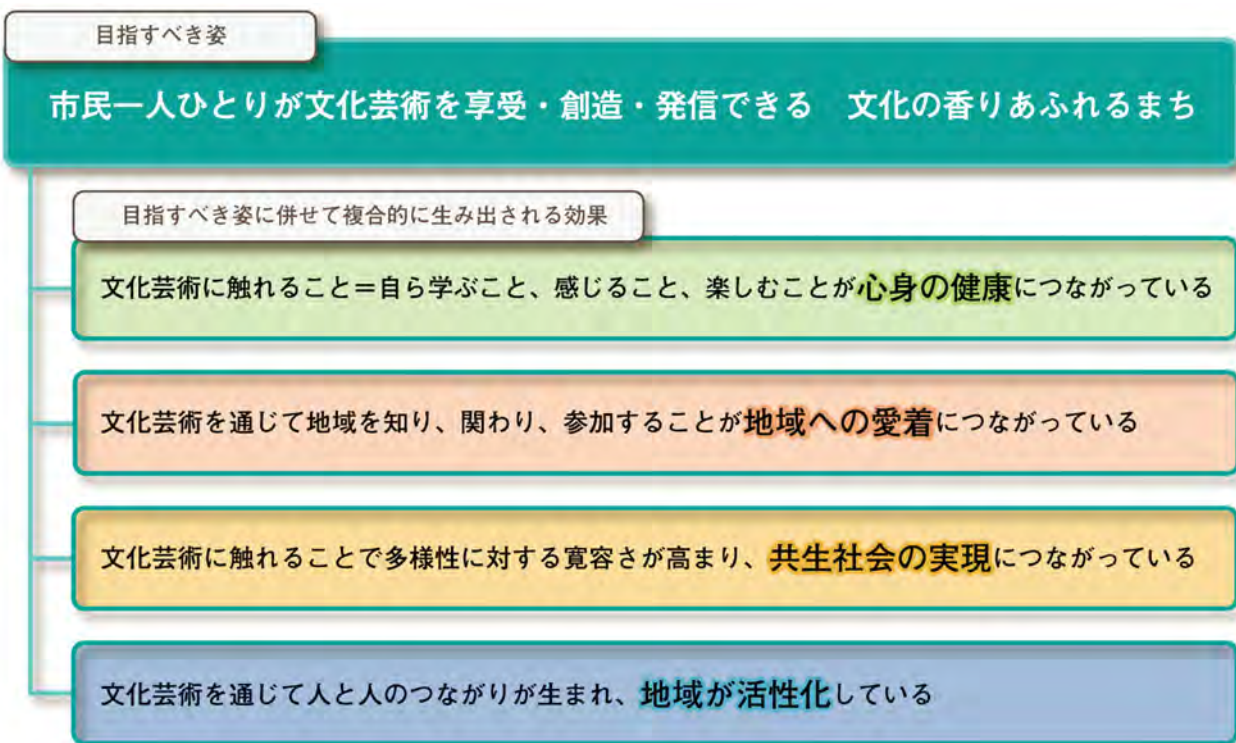 目指すべき姿
市民一人ひとりが文化芸術を享受・創造・発信できる　文化の香りあふれるまち
目指すべき姿に併せて複合的に生み出される効果
文化芸術に触れること＝自ら学ぶこと、感じること、楽しむことが心身の健康につながっている
文化芸術を通じて地域を知り、関わり、参加することが地域への愛着につながっている
文化芸術に触れることで多様性に対する寛容さが高まり、共生社会の実現につながっている
文化芸術を通じて人と人のつながりが生まれ、地域が活性化している